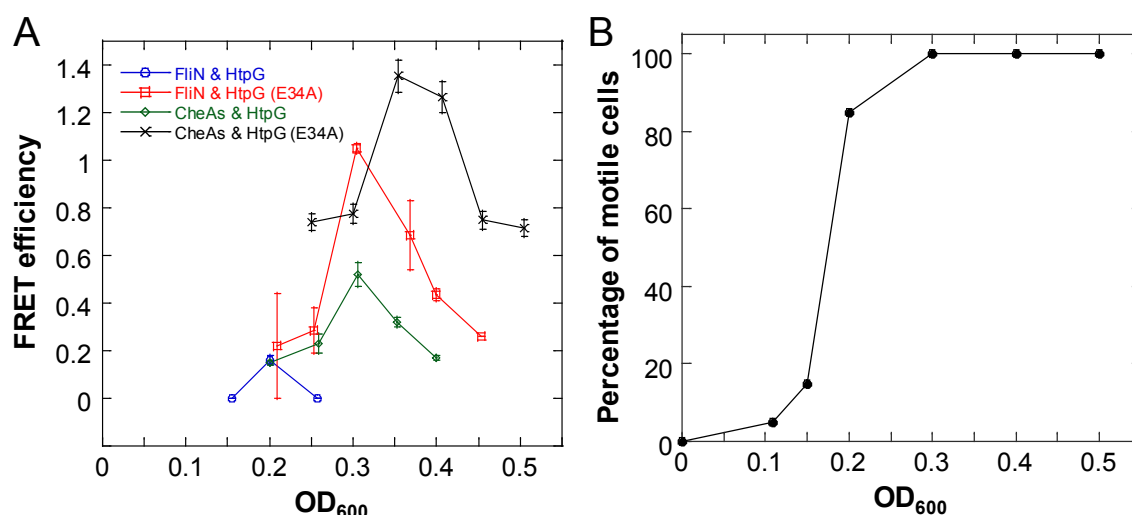 A
FRET efficiency
1.4
1.2
1
0.8
0.6
0.4
0.2
0
FliN & HtpG
FliN & HtpG (E34A)
CheAs & HtpG
CheAs & HtpG (E34A)
0 0.1 0.2 0.3 0.4 0.5
OD600
B
Percentage of motile cells
100
80
60
40
20
0
0 0.1 0.2 0.3 0.4 0.5
OD600